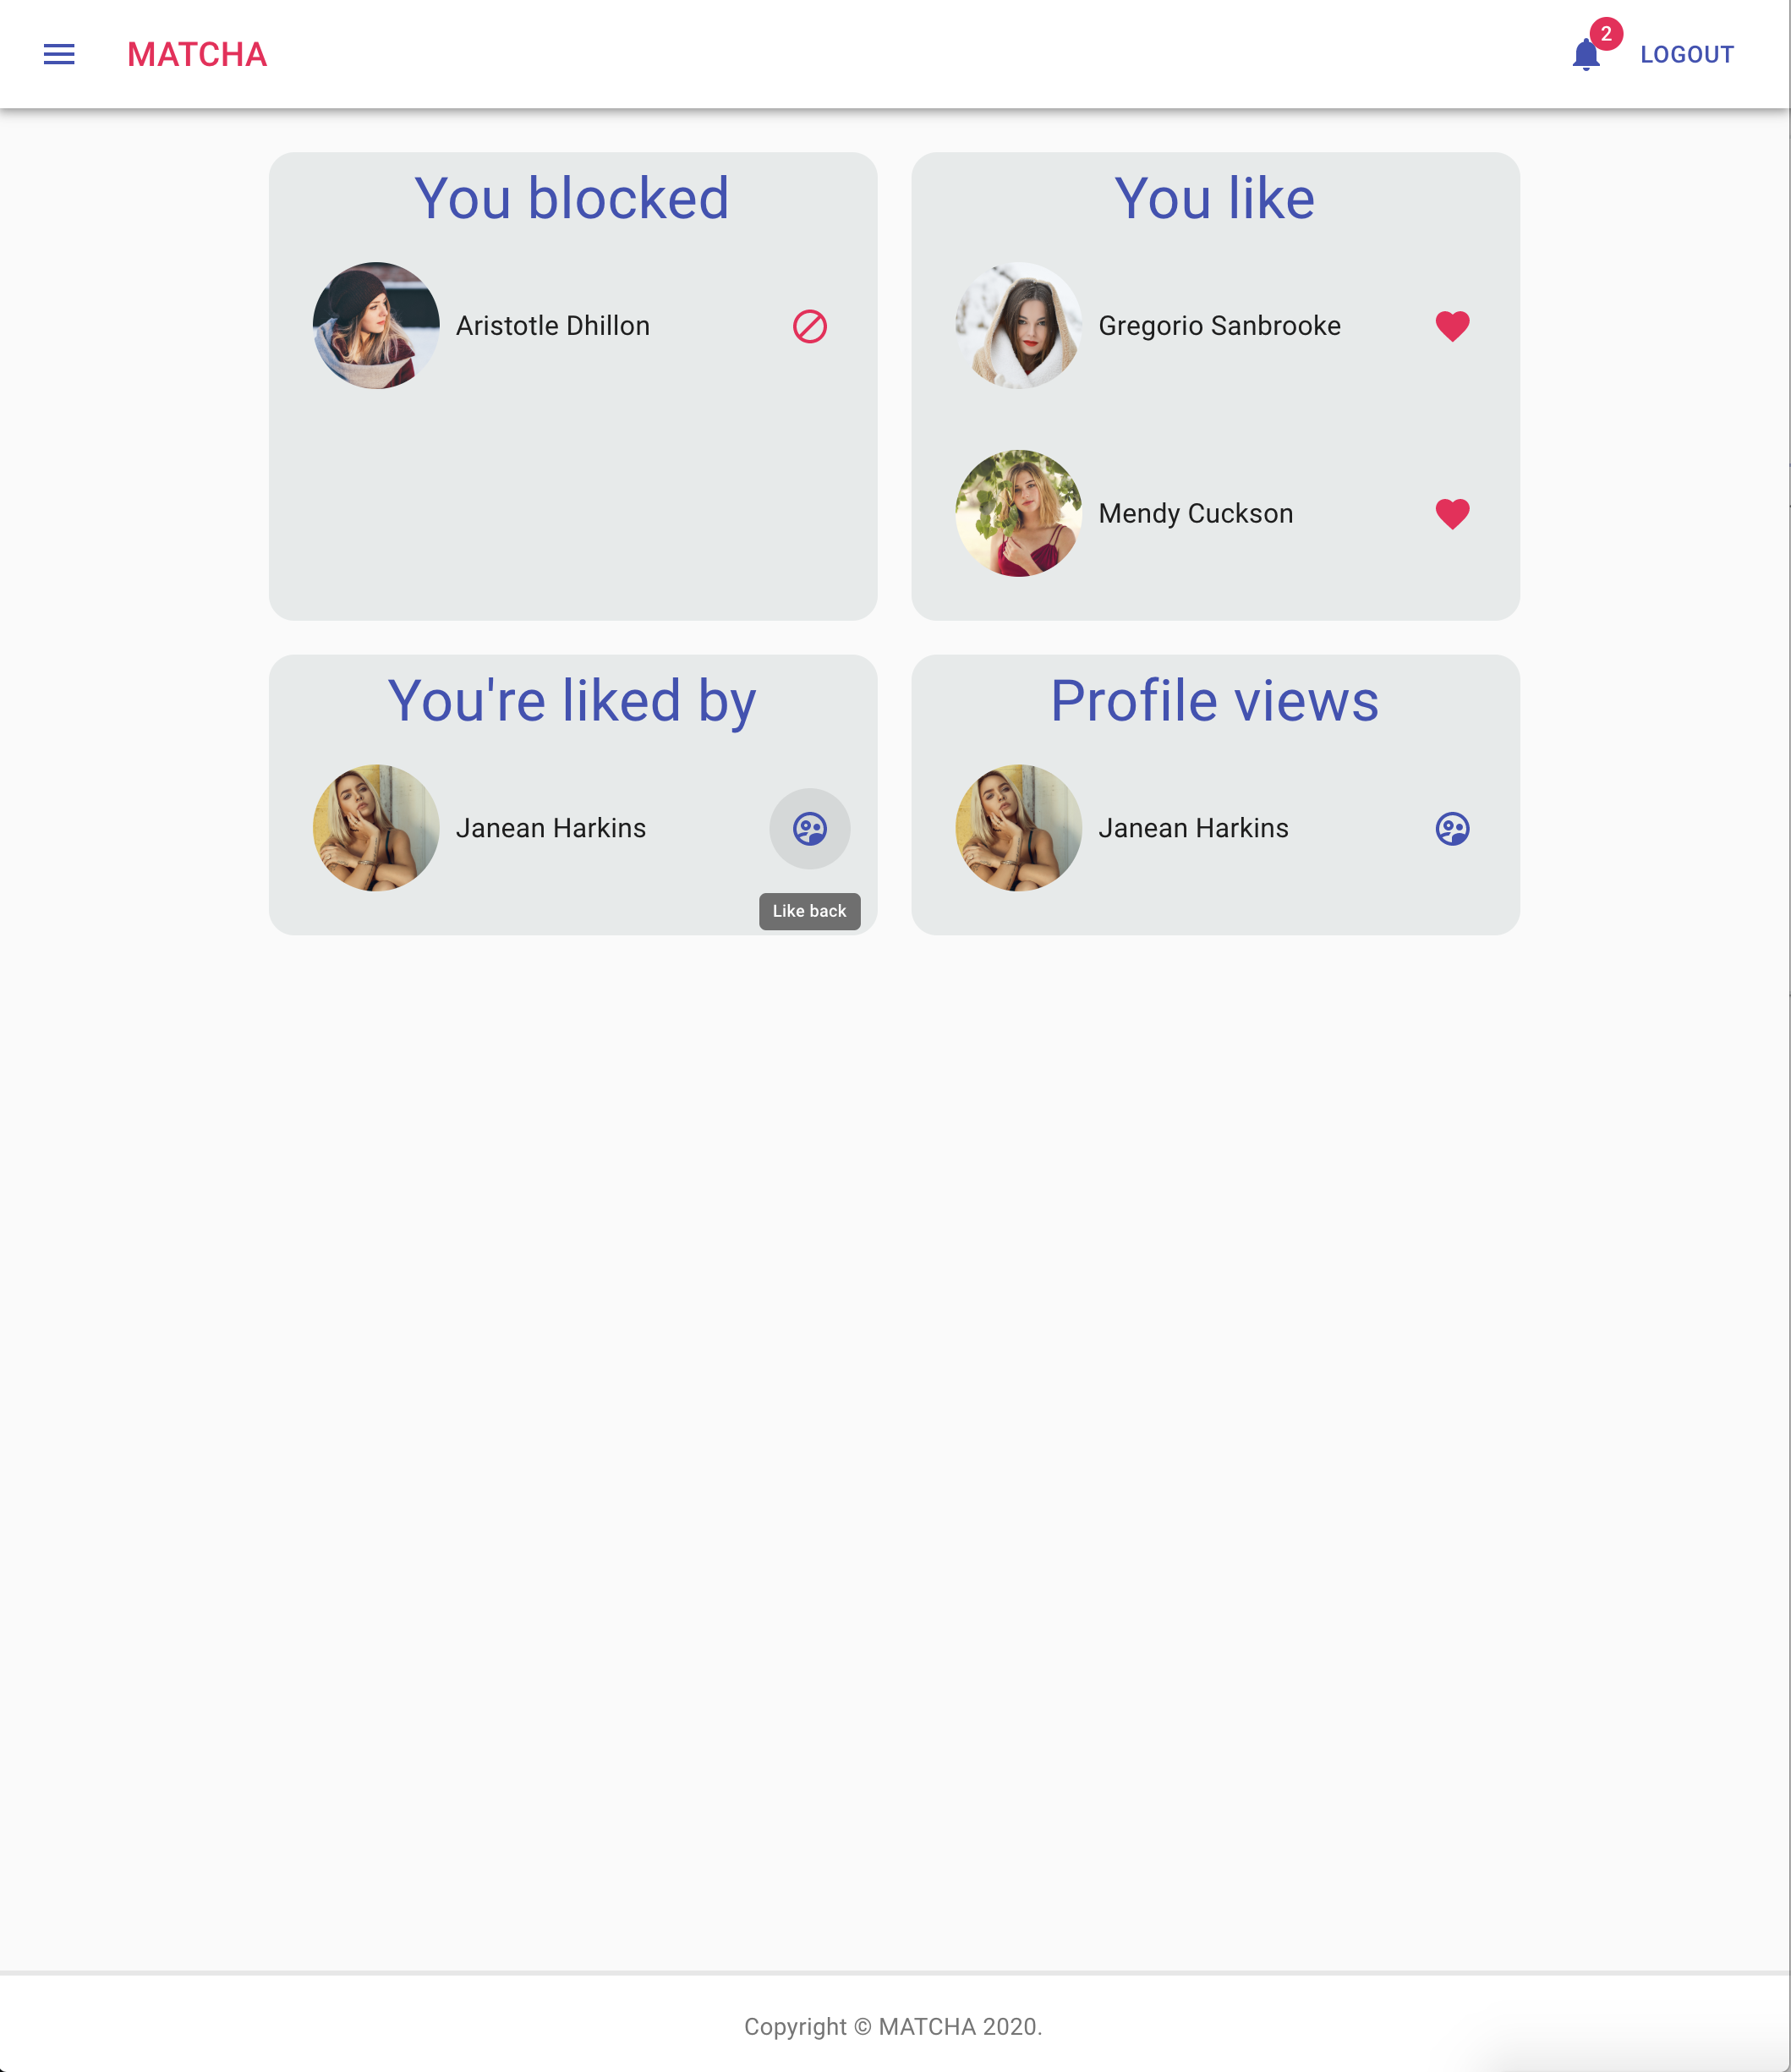 MATCHA
2
LOGOUT
You blocked
Aristotle Dhillon
You like
Gregorio Sanbrooke
Mendy Cuckson
You're liked by
Janean Harkins
Like back
Profile views
Janean Harkins
Copyright © MATCHA 2020.